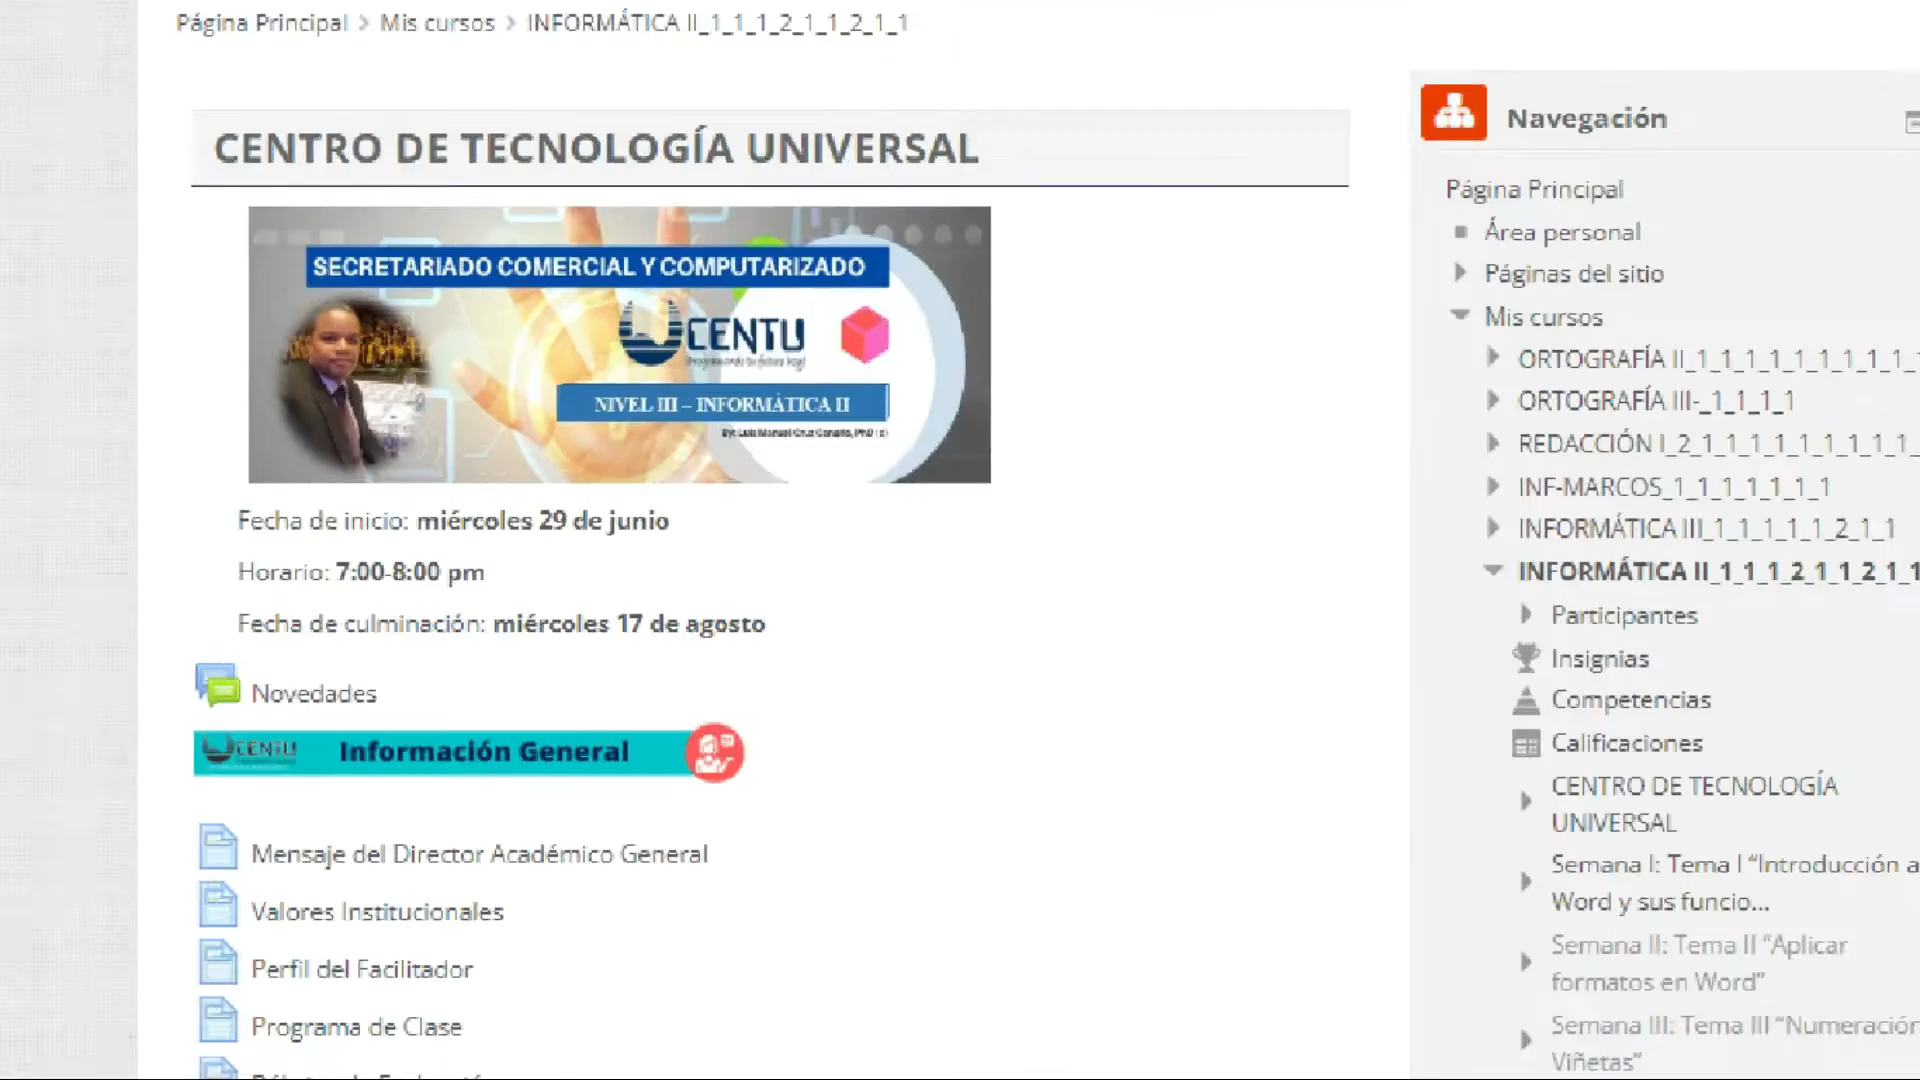 Página Principal > Mis cursos > INFORMÁTICA II_1_1_1_2_1_1_2_1_1
CENTRO DE TECNOLOGÍA UNIVERSAL
SECRETARIADO COMERCIAL Y COMPUTARIZADO
CENTU
NIVEL III – INFORMÁTICA II
Fecha de inicio: miércoles 29 de junio
Horario: 7:00-8:00 pm
Fecha de culminación: miércoles 17 de agosto
Novedades
CENTU
Información General
Mensaje del Director Académico General
Valores Institucionales
Perfil del Facilitador
Programa de Clase
Navegación
Página Principal
Área personal
Páginas del sitio
Mis cursos
ORTOGRAFÍA II_1_1_1_1_1_1_1_1_1_1
ORTOGRAFÍA III-_1_1_1_1
REDACCIÓN I_2_1_1_1_1_1_1_1_1_1_
INF-MARCOS_1_1_1_1_1_1_1
INFORMÁTICA III_1_1_1_1_1_2_1_1
INFORMÁTICA II_1_1_1_2_1_1_2_1_1
Participantes
Insignias
Competencias
Calificaciones
CENTRO DE TECNOLOGÍA
UNIVERSAL
Semana I: Tema I “Introducción a
Word y sus funcio...
Semana II: Tema II “Aplicar
formatos en Word”
Semana III: Tema III “Numeración
Viñetas”